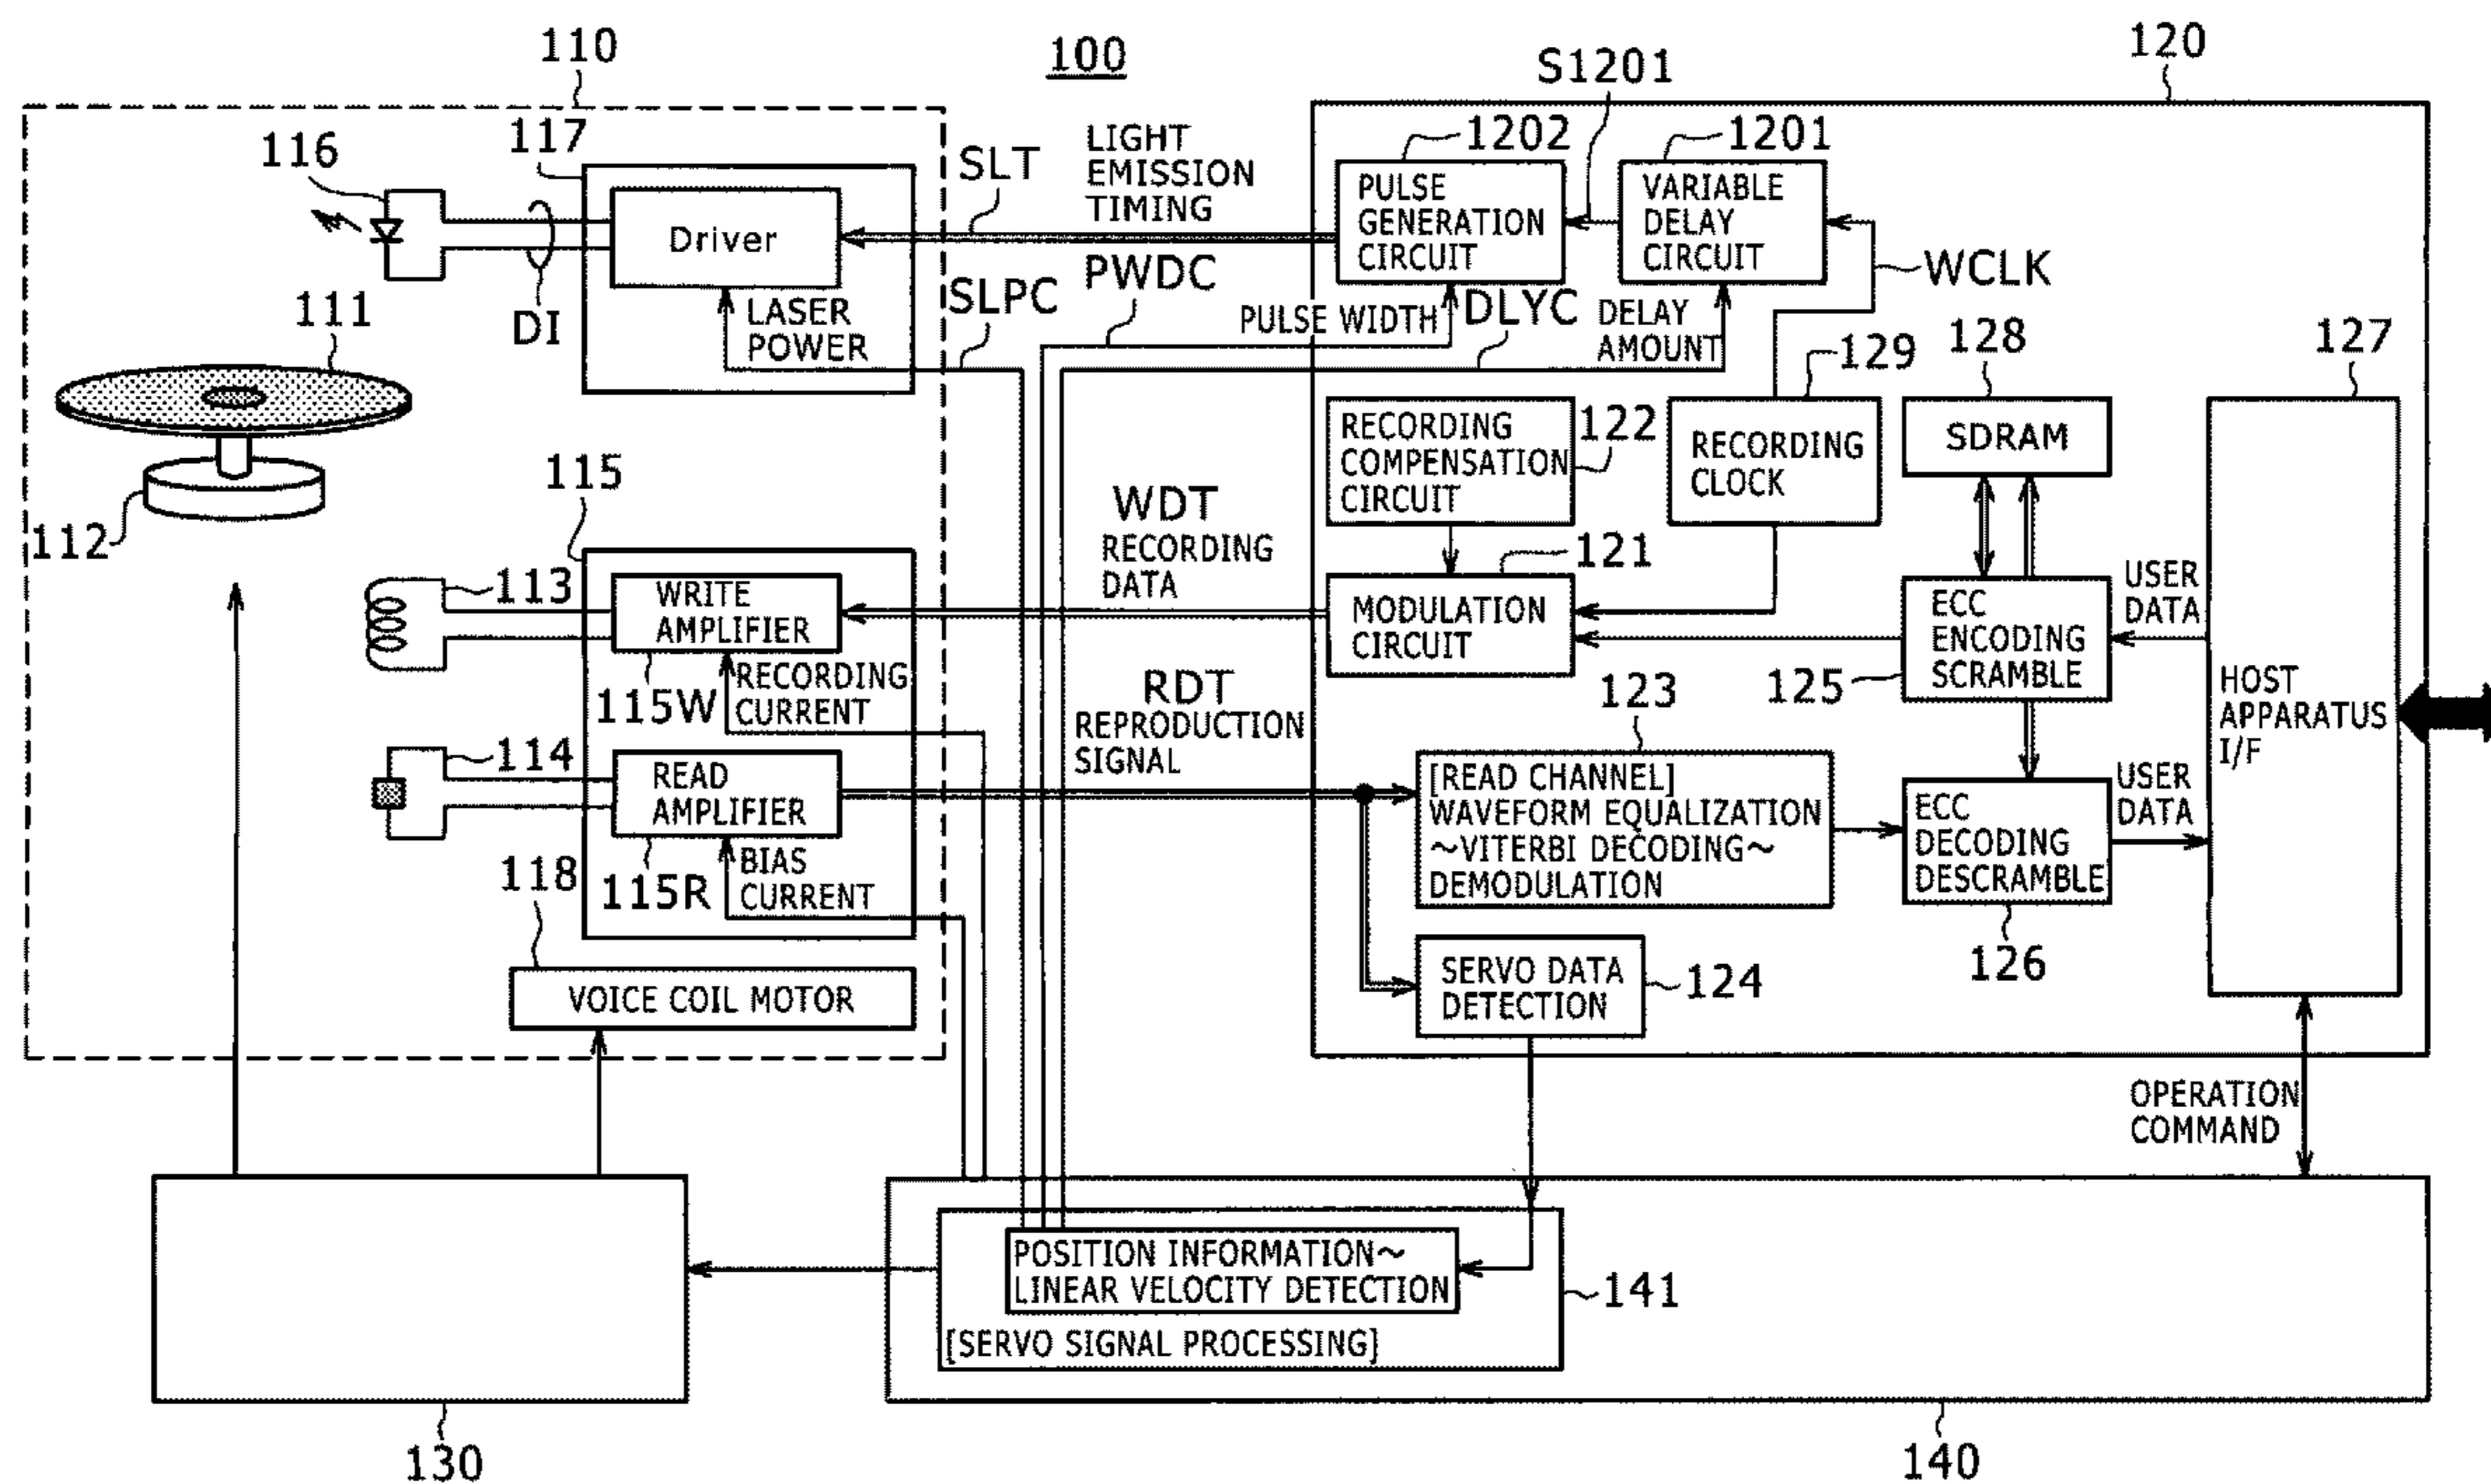 100
110
120
116
117
Driver
LASER
POWER
DI
111
112
SLT
LIGHT
EMISSION
TIMING
SLPC
PWDC
S1201
1202
PULSE
GENERATION
CIRCUIT
1201
VARIABLE
DELAY
CIRCUIT
WCLK
PULSE WIDTH
DLYC
DELAY
AMOUNT
122
RECORDING
COMPENSATION
CIRCUIT
129
RECORDING
CLOCK
128
SDRAM
127
HOST
APPARATUS
I/F
115
113
WRITE
AMPLIFIER
115W
RECORDING
CURRENT
WDT
RECORDING
DATA
121
MODULATION
CIRCUIT
125
ECC
ENCODING
SCRAMBLE
USER
DATA
114
READ
AMPLIFIER
115R
BIAS
CURRENT
RDT
REPRODUCTION
SIGNAL
123
[READ CHANNEL]
WAVEFORM EQUALIZATION
~VITERBI DECODING~
DEMODULATION
ECC
DECODING
DESCRAMBLE
126
USER
DATA
118
VOICE COIL MOTOR
SERVO DATA
DETECTION
124
OPERATION
COMMAND
POSITION INFORMATION~
LINEAR VELOCITY DETECTION
[SERVO SIGNAL PROCESSING]
141
130
140